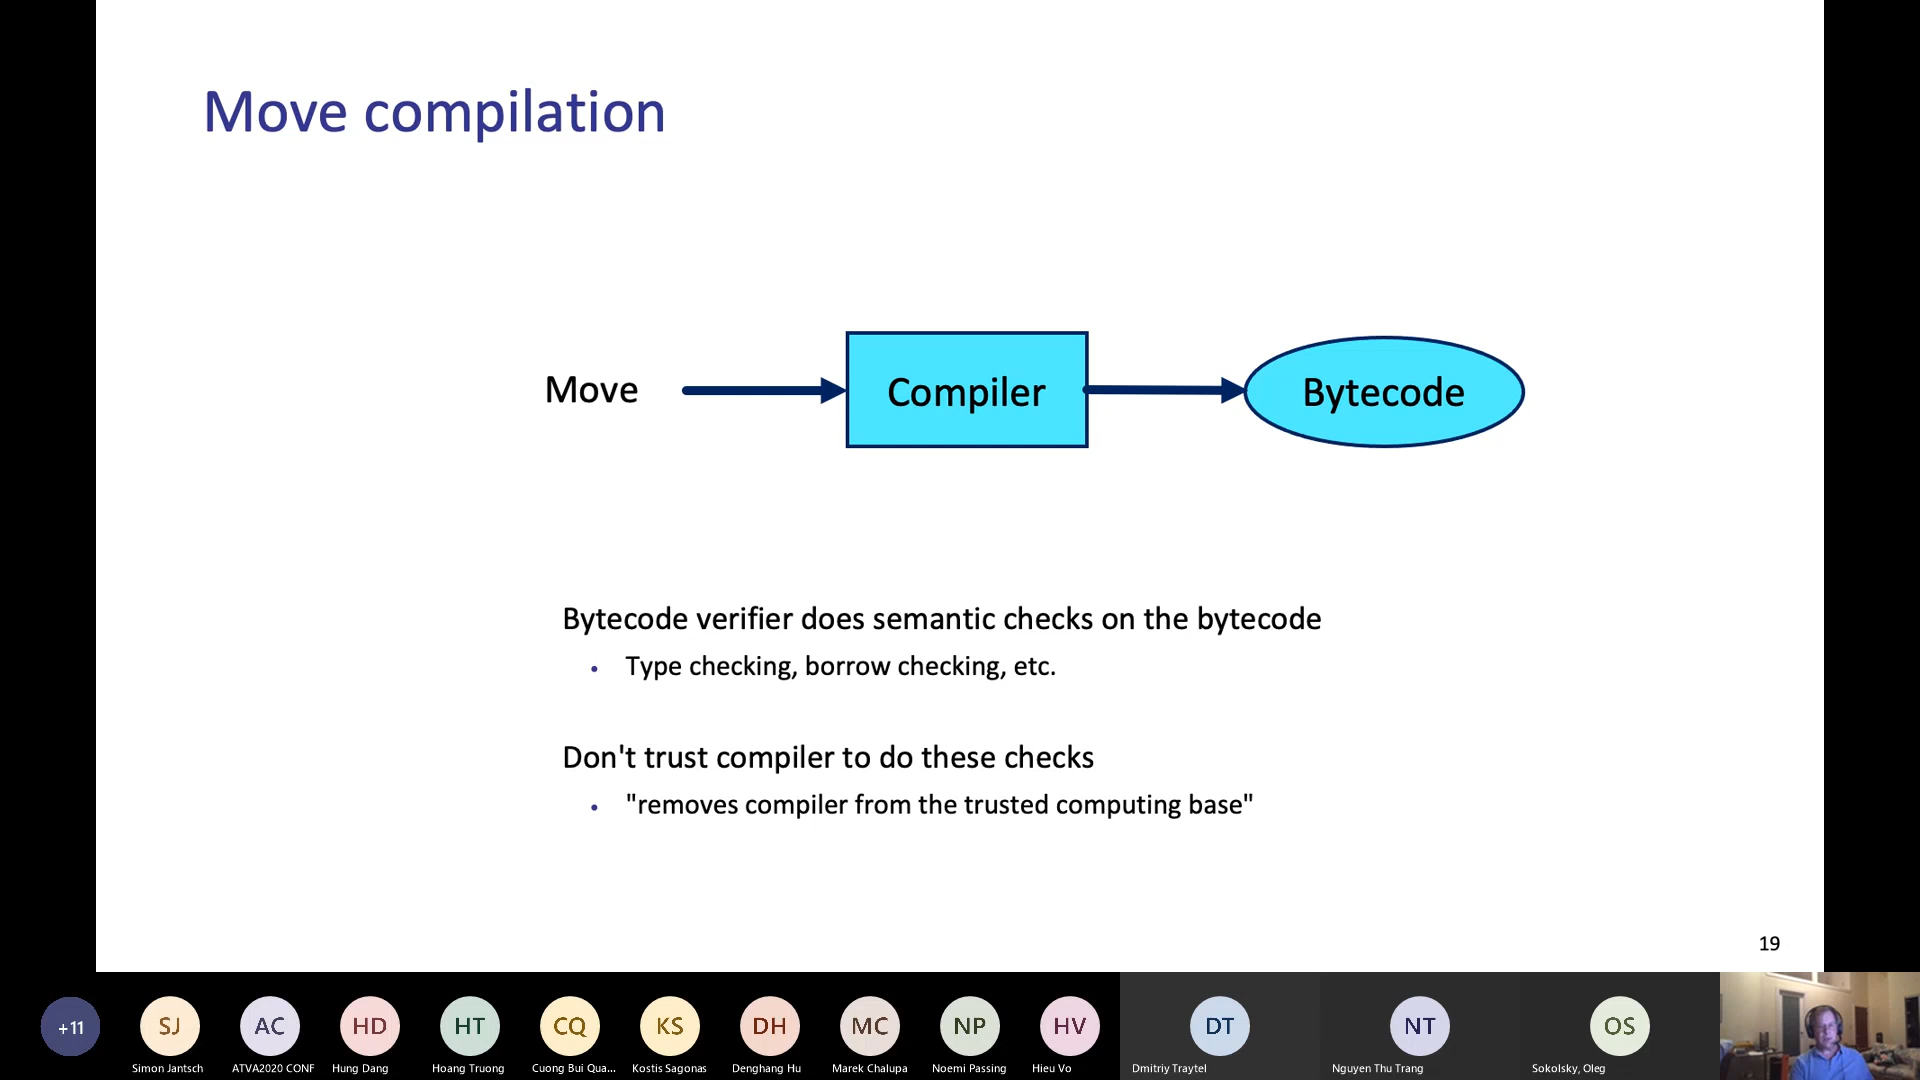 Move compilation
Move
Compiler
Bytecode
Bytecode verifier does semantic checks on the bytecode
• Type checking, borrow checking, etc.
Don't trust compiler to do these checks
• "removes compiler from the trusted computing base"
19
+11
SJ
AC
HD
HT
CQ
KS
DH
MC
NP
HV
DT
NT
OS
Simon Jantsch
ATVA2020 CONF
Hung Dang
Hoang Truong
Cuong Bui Qua...
Kostis Sagonas
Denghang Hu
Marek Chalupa
Noemi Passing
Hieu Vo
Dmitriy Traytel
Nguyen Thu Trang
Sokolsky, Oleg